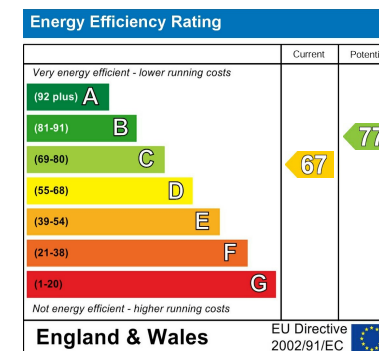 Energy Efficiency Rating
Current Potenti
Very energy efficient - lower running costs
(92 plus) A
(81-91) B
77
(69-80) C
67
(55-68) D
(39-54) E
(21-38) F
(1-20) G
Not energy efficient - higher running costs
England & Wales
EU Directive
2002/91/EC